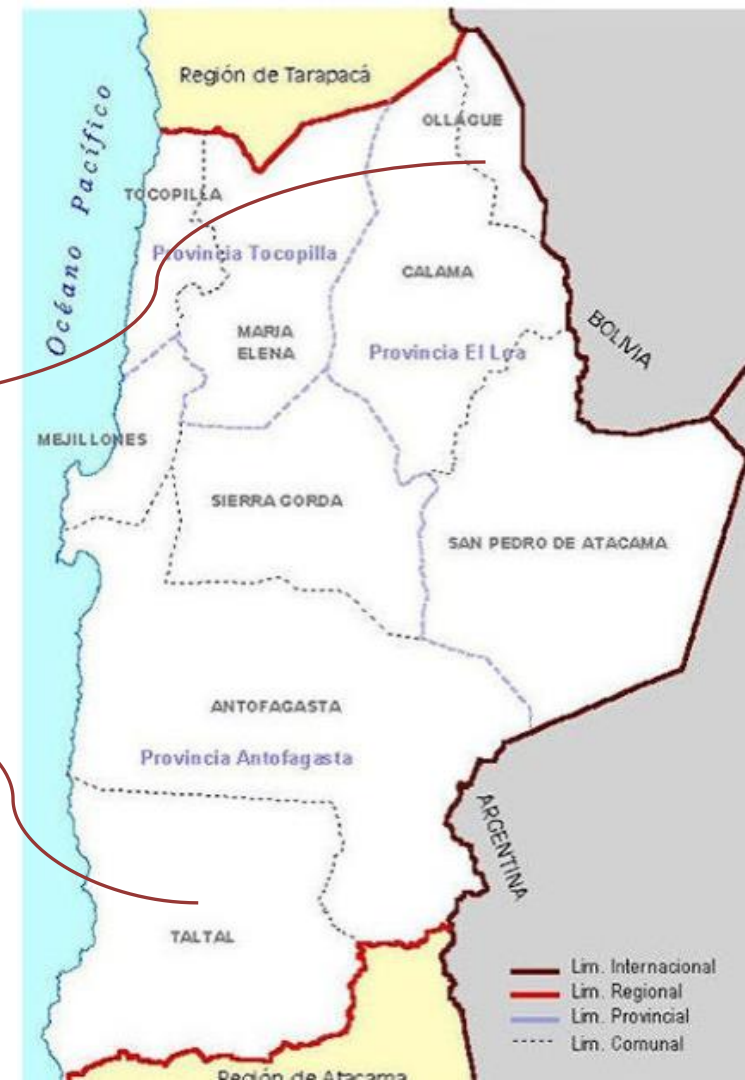 Región de Tarapacá
OLLAGUE
Océano Pacífico
TOCOPILLA
Provincia Tocopilla
CALAMA
BOLIVIA
MARIA
ELENA
Provincia El Loa
MEJILLONES
SIERRA GORDA
SAN PEDRO DE ATACAMA
ANTOFAGASTA
Provincia Antofagasta
ARGENTINA
TALTAL
Lim. Internacional
Lim. Regional
Lim. Provincial
Lim. Comunal
Región de Atacama